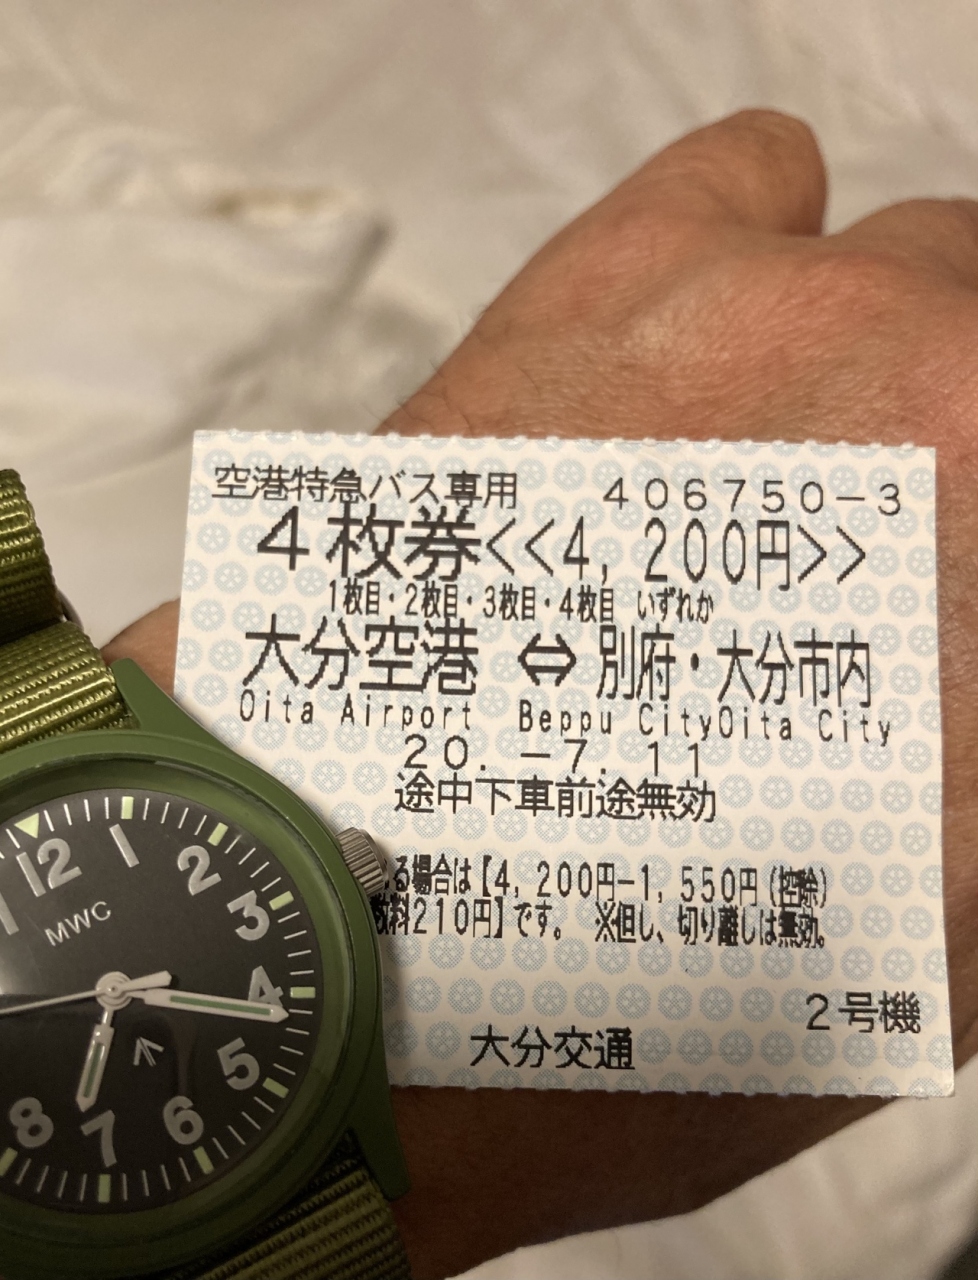 空港特急バス専用 406750-3
4枚券<<4,200円>>
1枚目・2枚目・3枚目・4枚目 いずれか
大分空港 ⇔ 別府・大分市内
Oita Airport Beppu CityOita City
20.-7.11
途中下車前途無効
る場合は【4,200円-1,550円(控除)
数料210円】です。 ※但し、切り離しは無効。
2号機
大分交通
12 1 2 3 4 5 6 7 8
MWC